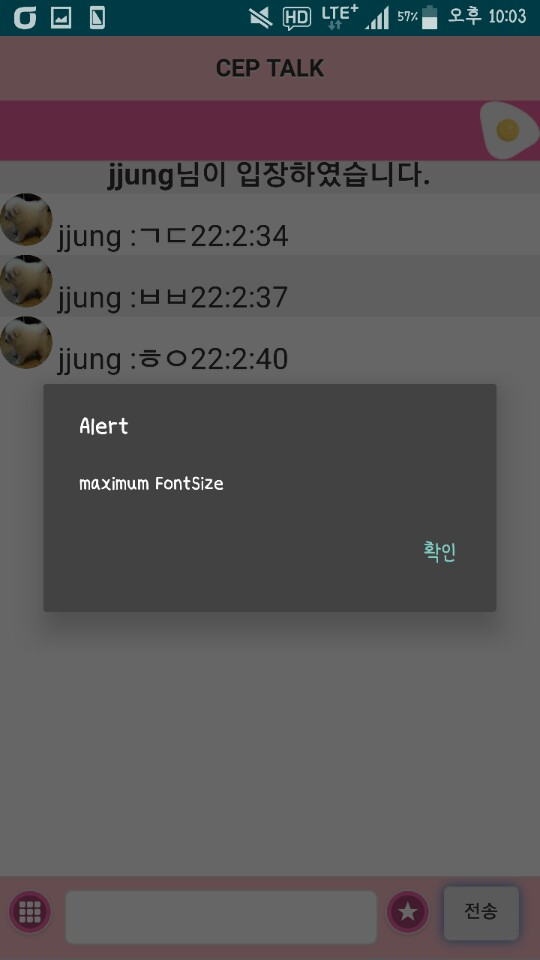 HD LTE+ 57% 오후 10:03
CEP TALK
jjung님이 입장하였습니다.
jjung :ㄱㄷ22:2:34
jjung :ㅂㅂ22:2:37
jjung :ㅎㅇ22:2:40
Alert
maximum FontSize
확인
전송